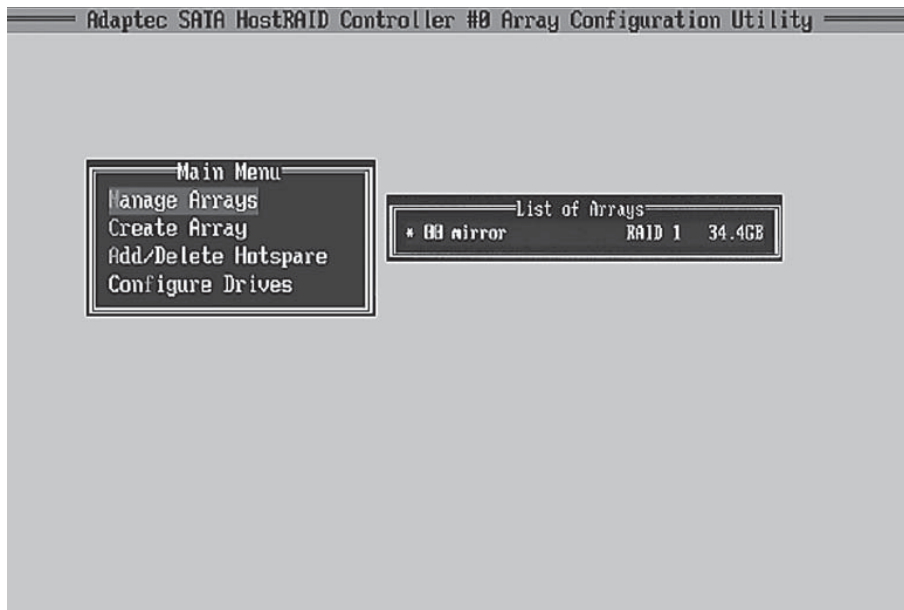 Adaptec SATA HostRAID Controller #0 Array Configuration Utility
Main Menu
Manage Arrays
Create Array
Add/Delete Hotspare
Configure Drives
List of Arrays
* 00 mirror RAID 1 34.4GB